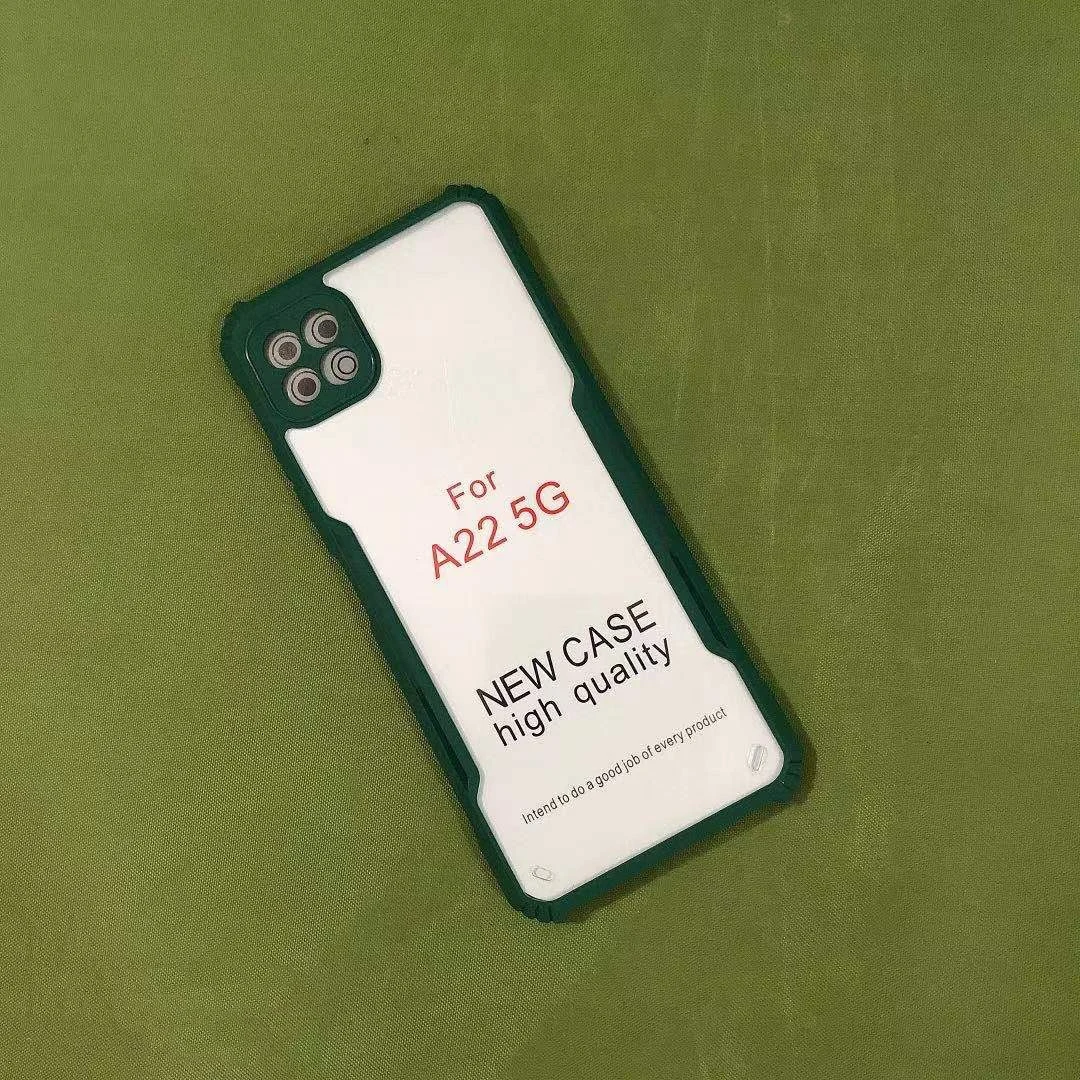 For
A22 5G
NEW CASE
high quality
Intend to do a good job of every product